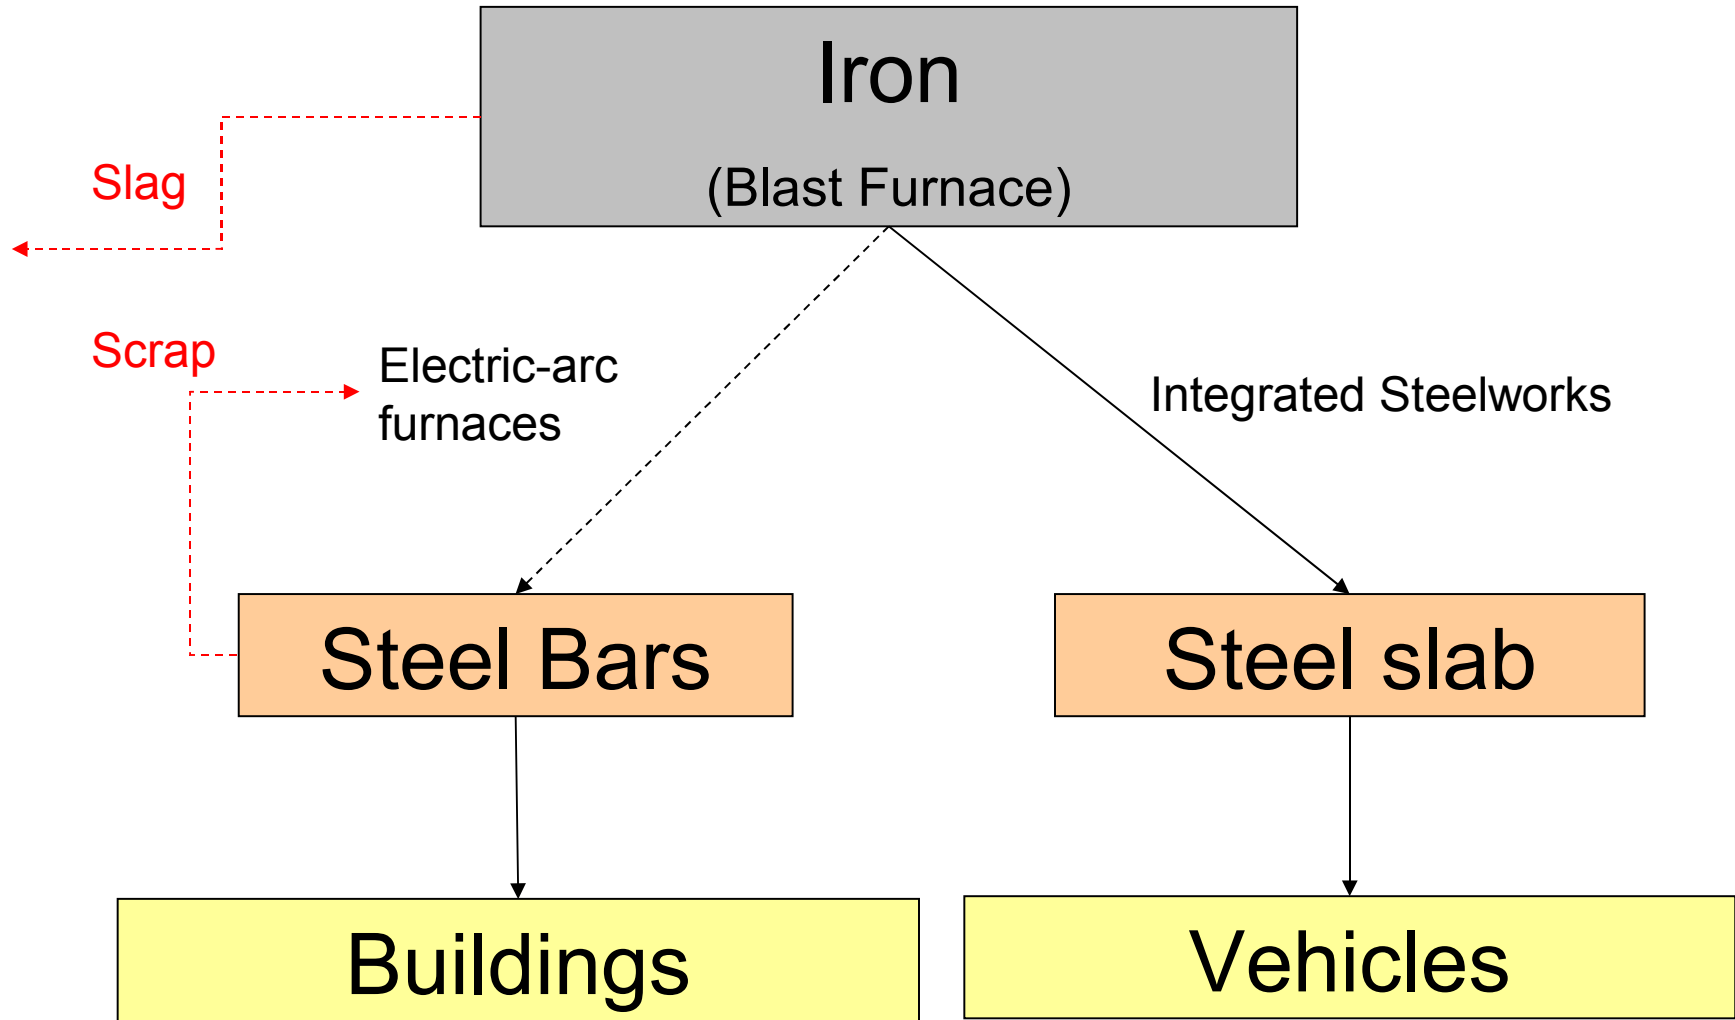 Iron
(Blast Furnace)
Slag
Scrap
Electric-arc
furnaces
Integrated Steelworks
Steel Bars
Steel slab
Buildings
Vehicles